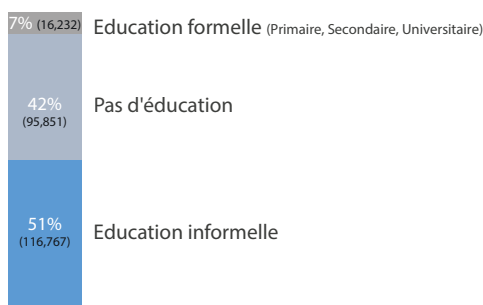 7% (16,232) Education formelle (Primaire, Secondaire, Universitaire)
42%
(95,851)
Pas d'éducation
51%
(116,767)
Education informelle